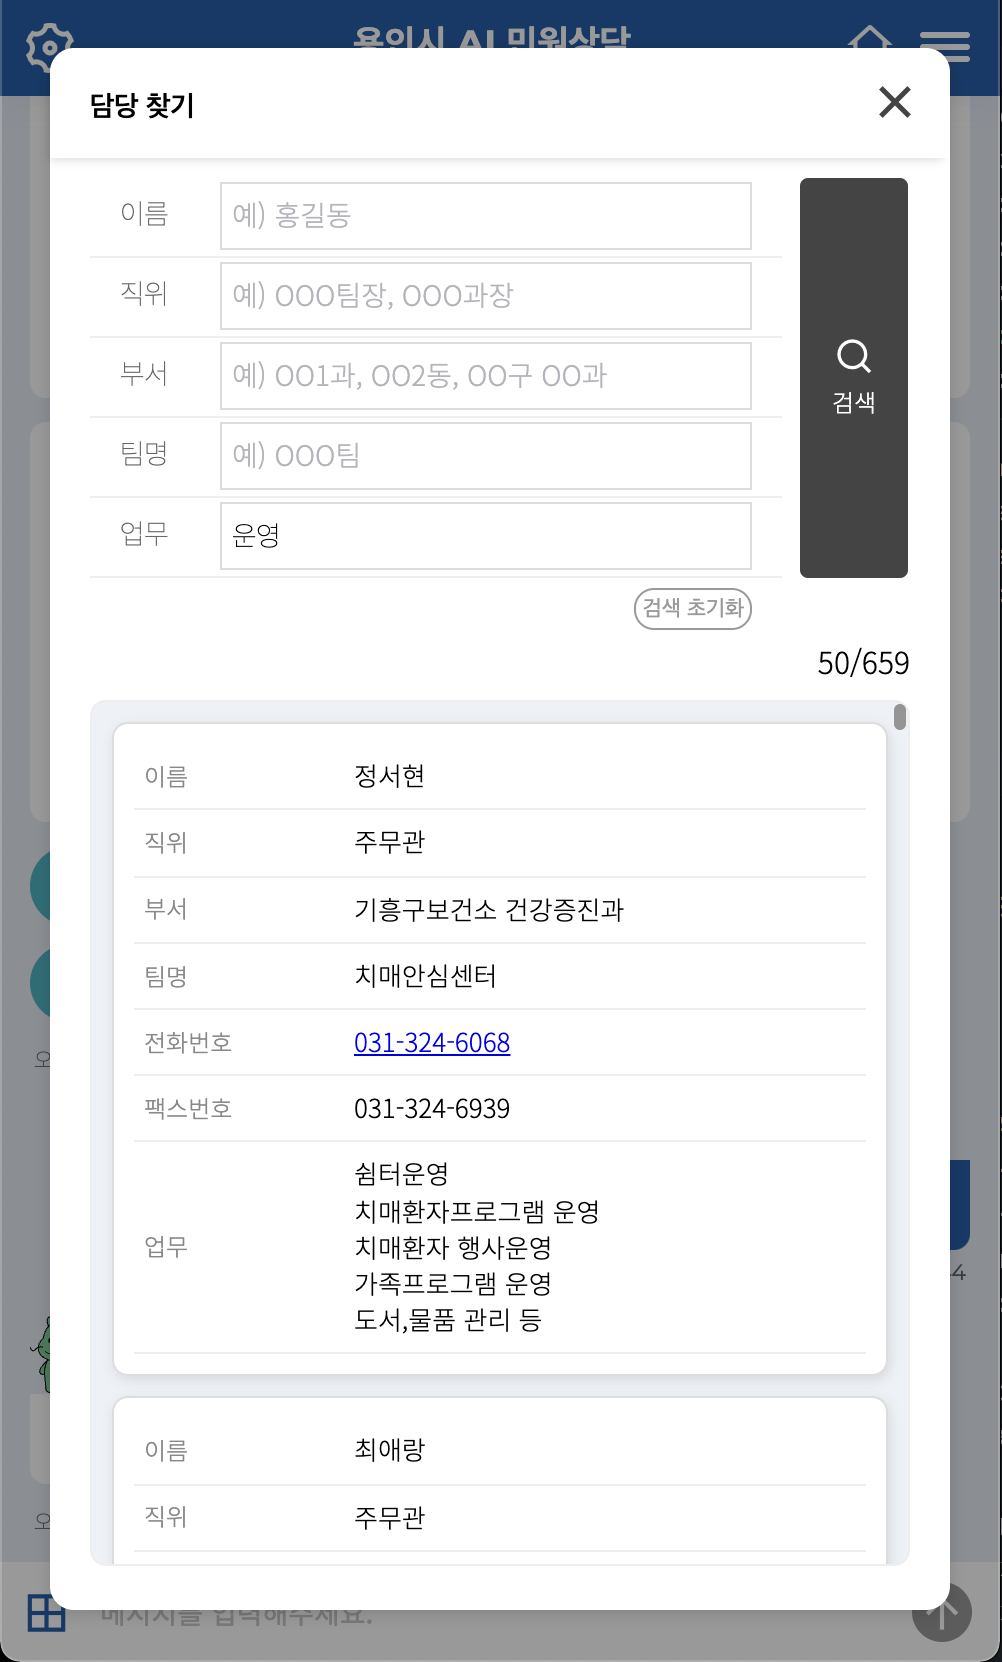 용인시 AI 민원상담
담당 찾기
이름 예) 홍길동
직위 예) OOO팀장, OOO과장
부서 예) OO1과, OO2동, OO구 OO과
팀명 예) OOO팀
업무 운영
검색
검색 초기화
50/659
이름 정서현
직위 주무관
부서 기흥구보건소 건강증진과
팀명 치매안심센터
전화번호 031-324-6068
팩스번호 031-324-6939
업무
쉼터운영
치매환자프로그램 운영
치매환자 행사운영
가족프로그램 운영
도서,물품 관리 등
이름 최애랑
직위 주무관
메시지를 입력해주세요.